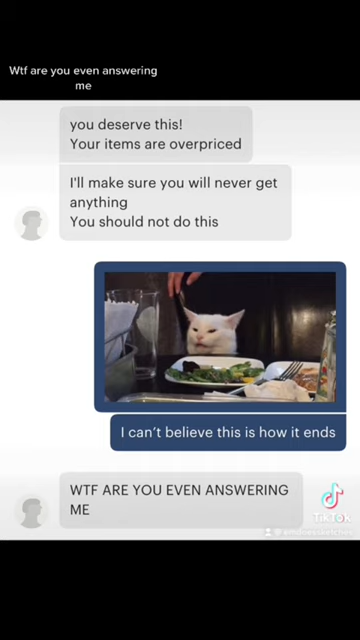 Wtf are you even answering
me
you deserve this!
Your items are overpriced
I'll make sure you will never get
anything
You should not do this
I can't believe this is how it ends
WTF ARE YOU EVEN ANSWERING
ME
TikTok